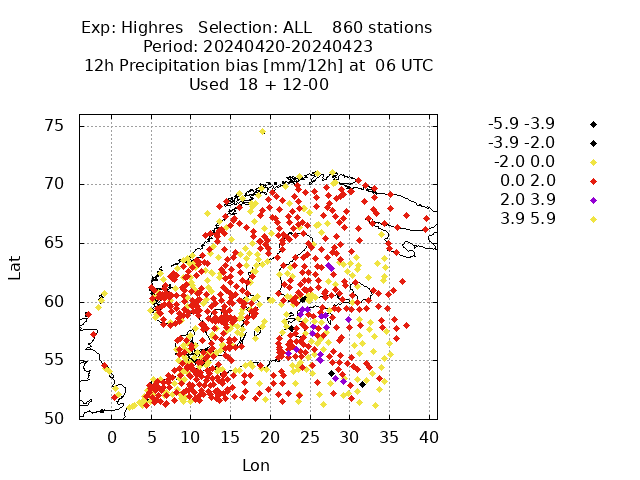 Exp: Highres   Selection: ALL    860 stations
Period: 20240420-20240423
12h Precipitation bias [mm/12h] at  06 UTC
Used  18 + 12-00
75
70
65
60
55
50
Lat
0 5 10 15 20 25 30 35 40
Lon
-5.9 -3.9
-3.9 -2.0
-2.0 0.0
0.0 2.0
2.0 3.9
3.9 5.9